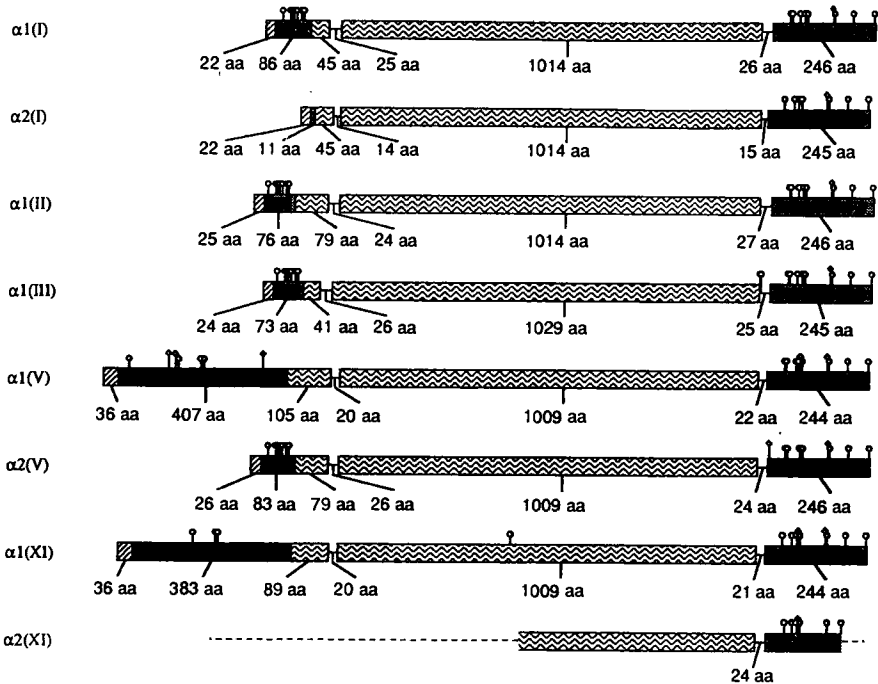 α1(I)
22 aa 86 aa 45 aa 25 aa 1014 aa 26 aa 246 aa
α2(I)
22 aa 11 aa 45 aa 14 aa 1014 aa 15 aa 245 aa
α1(II)
25 aa 76 aa 79 aa 24 aa 1014 aa 27 aa 246 aa
α1(III)
24 aa 73 aa 41 aa 26 aa 1029 aa 25 aa 245 aa
α1(V)
36 aa 407 aa 105 aa 20 aa 1009 aa 22 aa 244 aa
α2(V)
26 aa 83 aa 79 aa 26 aa 1009 aa 24 aa 246 aa
α1(XI)
36 aa 383 aa 89 aa 20 aa 1009 aa 21 aa 244 aa
α2(XI)
24 aa